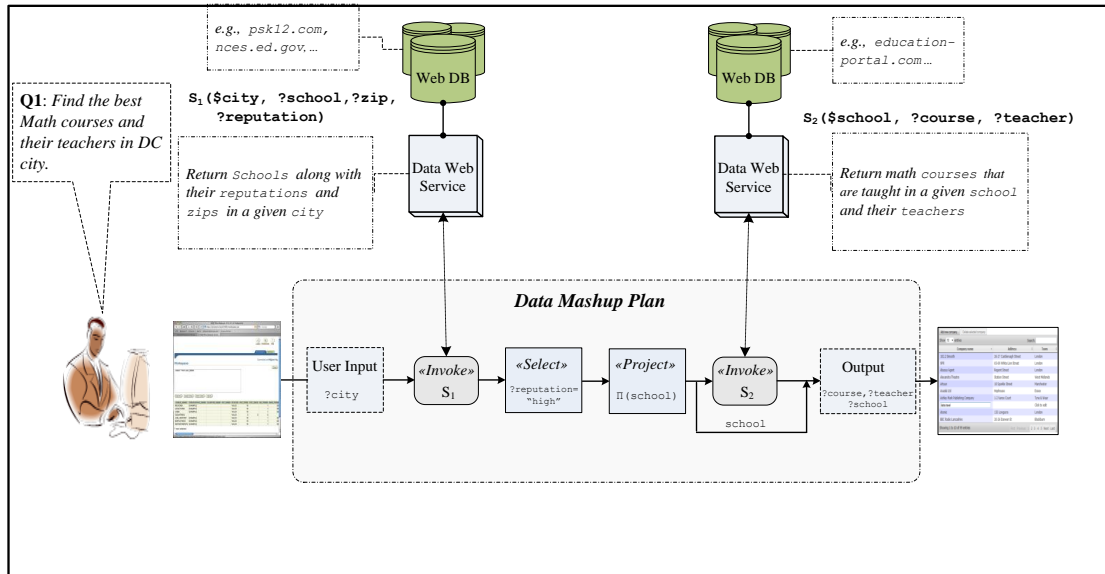 e.g., psk12.com,
nces.ed.gov,…
Web DB
Web DB
e.g., education-
portal.com…
S1($city, ?school,?zip,
?reputation)
S2($school, ?course, ?teacher)
Q1: Find the best
Math courses and
their teachers in DC
city.
Return Schools along with
their reputations and
zips in a given city
Data Web
Service
Data Web
Service
Return math courses that
are taught in a given school
and their teachers
Data Mashup Plan
User Input
?city
«Invoke»
S1
«Select»
?reputation=
“high”
«Project»
Π(school)
«Invoke»
S2
school
Output
?course,?teacher
?school